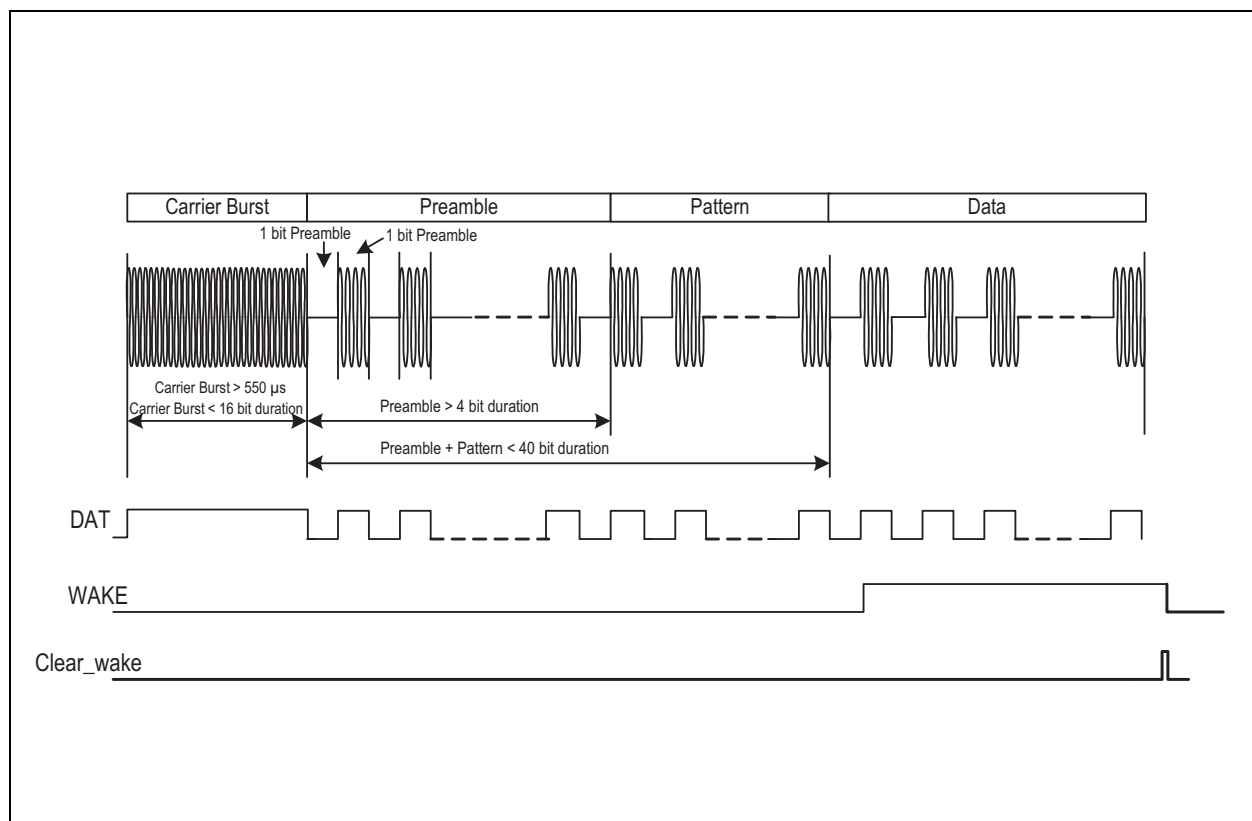 Carrier Burst Preamble Pattern Data
1 bit Preamble 1 bit Preamble
Carrier Burst > 550 µs
Carrier Burst < 16 bit duration
Preamble > 4 bit duration
Preamble + Pattern < 40 bit duration
DAT
WAKE
Clear_wake